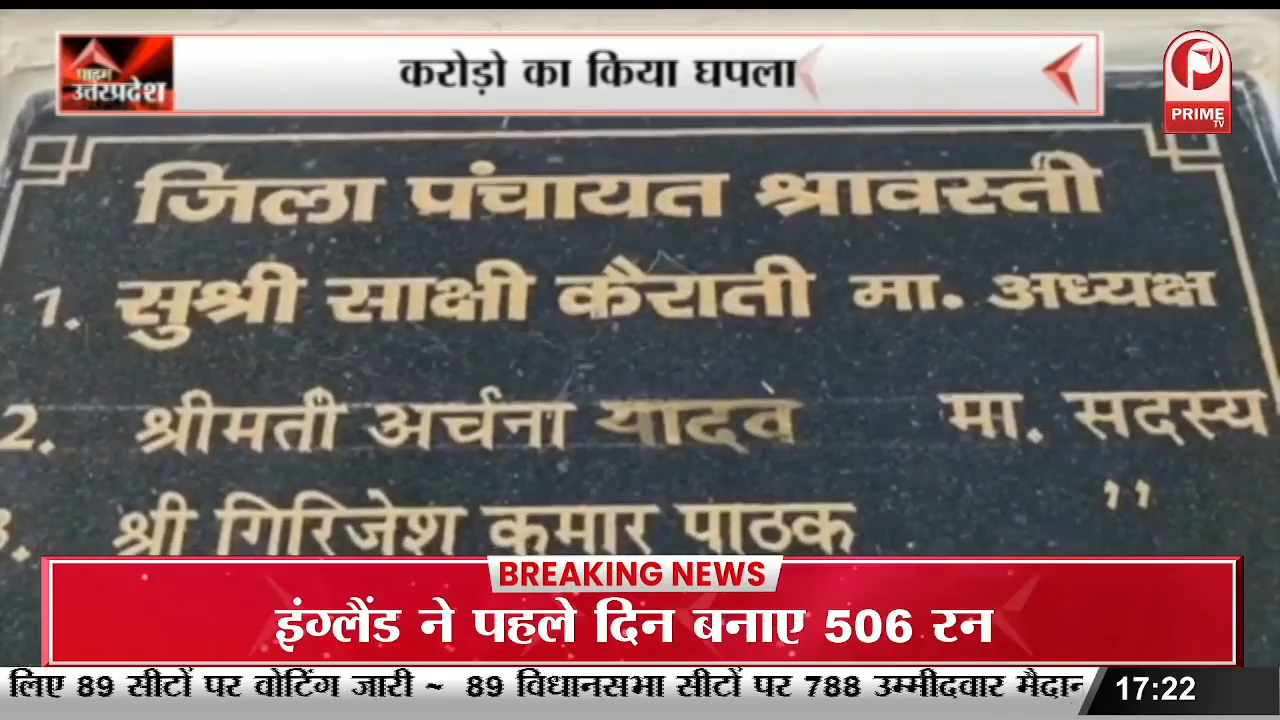 प्राइम
उत्तरप्रदेश
करोड़ो का किया घपला
PRIME
TV
जिला पंचायत श्रावस्ती
1. सुश्री साक्षी कैराती मा. अध्यक्ष
2. श्रीमती अर्चना यादव मा. सदस्य
3. श्री गिरिजेश कुमार पाठक ''
BREAKING NEWS
इंग्लैंड ने पहले दिन बनाए 506 रन
लिए 89 सीटों पर वोटिंग जारी ~ 89 विधानसभा सीटों पर 788 उम्मीदवार मैदान
17:22